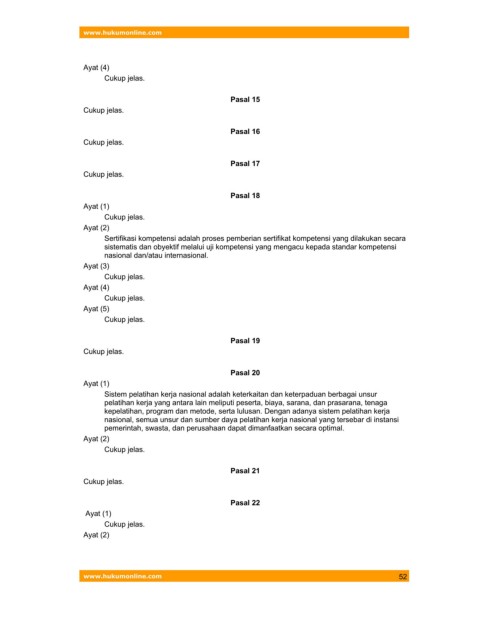 www.hukumonline.com
Ayat (4)
Cukup jelas.
Pasal 15
Cukup jelas.
Pasal 16
Cukup jelas.
Pasal 17
Cukup jelas.
Pasal 18
Ayat (1)
Cukup jelas.
Ayat (2)
Sertifikasi kompetensi adalah proses pemberian sertifikat kompetensi yang dilakukan secara
sistematis dan obyektif melalui uji kompetensi yang mengacu kepada standar kompetensi
nasional dan/atau internasional.
Ayat (3)
Cukup jelas.
Ayat (4)
Cukup jelas.
Ayat (5)
Cukup jelas.
Pasal 19
Cukup jelas.
Pasal 20
Ayat (1)
Sistem pelatihan kerja nasional adalah keterkaitan dan keterpaduan berbagai unsur
pelatihan kerja yang antara lain meliputi peserta, biaya, sarana, dan prasarana, tenaga
kepelatihan, program dan metode, serta lulusan. Dengan adanya sistem pelatihan kerja
nasional, semua unsur dan sumber daya pelatihan kerja nasional yang tersebar di instansi
pemerintah, swasta, dan perusahaan dapat dimanfaatkan secara optimal.
Ayat (2)
Cukup jelas.
Pasal 21
Cukup jelas.
Pasal 22
Ayat (1)
Cukup jelas.
Ayat (2)
www.hukumonline.com 52